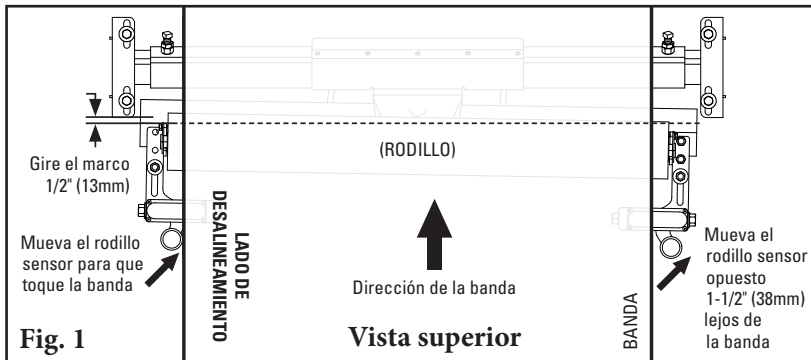 (RODILLO)
Gire el marco
1/2" (13mm)
Mueva el rodillo
sensor para que
toque la banda
LADO DE
DESALINEAMIENTO
Dirección de la banda
BANDA
Mueva el
rodillo sensor
opuesto
1-1/2" (38mm)
lejos de
la banda
Fig. 1
Vista superior